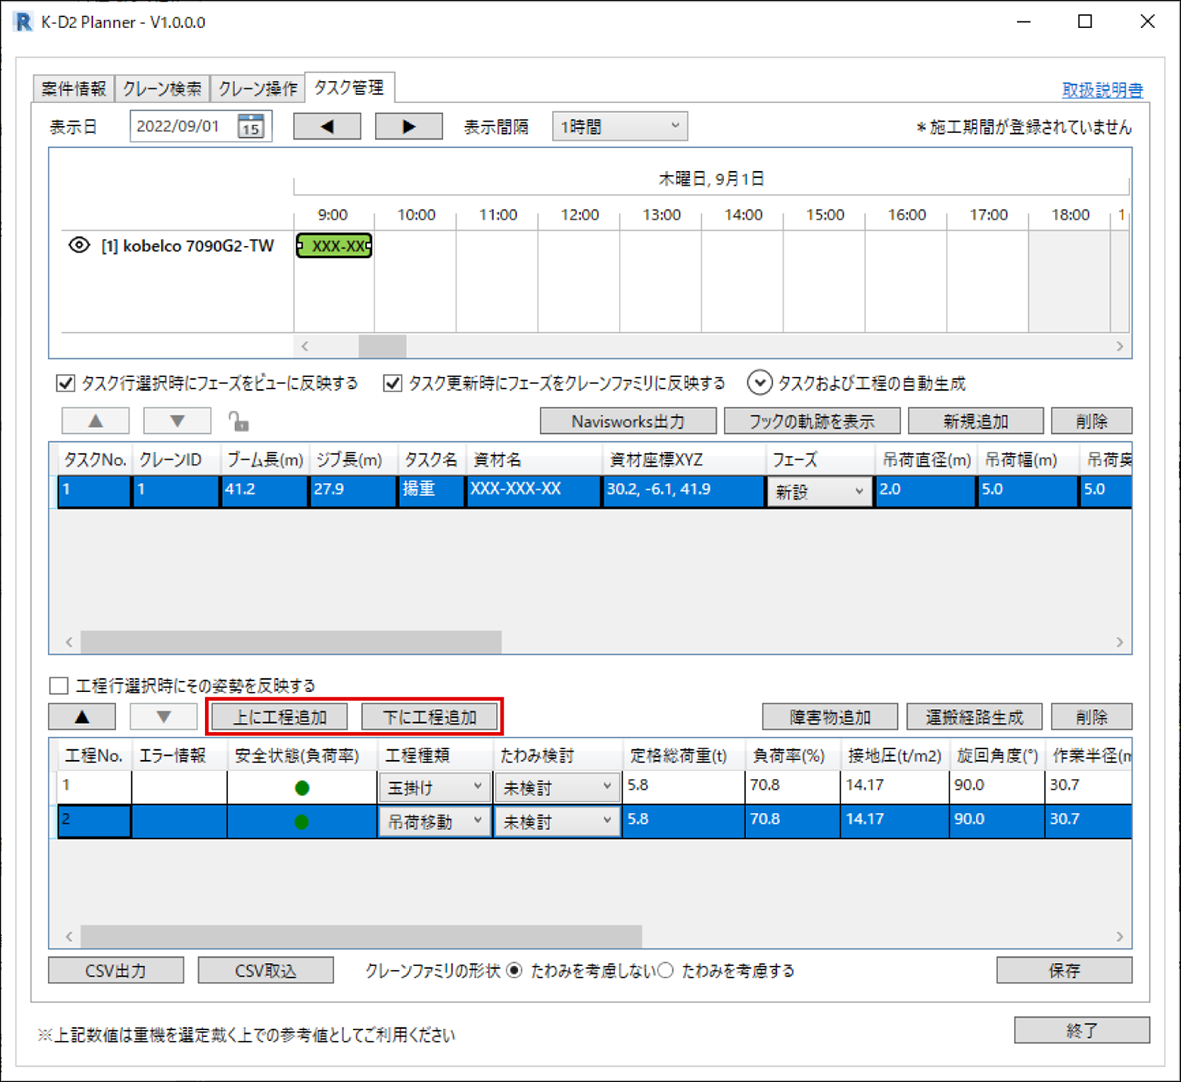 K-D2 Planner - V1.0.0.0
案件情報 クレーン検索 クレーン操作 タスク管理 取扱説明書
表示日 2022/09/01 15 ◀ ▶ 表示間隔 1時間 *施工期間が登録されていません
木曜日, 9月1日
9:00 10:00 11:00 12:00 13:00 14:00 15:00 16:00 17:00 18:00 1
[1] kobelco 7090G2-TW XXX-XX
タスク行選択時にフェーズをビューに反映する タスク更新時にフェーズをクレーンファミリに反映する タスクおよび工程の自動生成
▲ ▼ Navisworks出力 フックの軌跡を表示 新規追加 削除
タスクNo. クレーンID ブーム長(m) ジブ長(m) タスク名 資材名 資材座標XYZ フェーズ 吊荷直径(m) 吊荷幅(m) 吊荷奥
1 1 41.2 27.9 揚重 XXX-XXX-XX 30.2, -6.1, 41.9 新設 2.0 5.0 5.0
工程行選択時にその姿勢を反映する
▲ ▼ 上に工程追加 下に工程追加 障害物追加 運搬経路生成 削除
工程No. エラー情報 安全状態(負荷率) 工程種類 たわみ検討 定格総荷重(t) 負荷率(%) 接地圧(t/m2) 旋回角度(°) 作業半径(m
1 玉掛け 未検討 5.8 70.8 14.17 90.0 30.7
2 吊荷移動 未検討 5.8 70.8 14.17 90.0 30.7
CSV出力 CSV取込 クレーンファミリの形状 たわみを考慮しない たわみを考慮する 保存
※上記数値は重機を選定戴く上での参考値としてご利用ください 終了